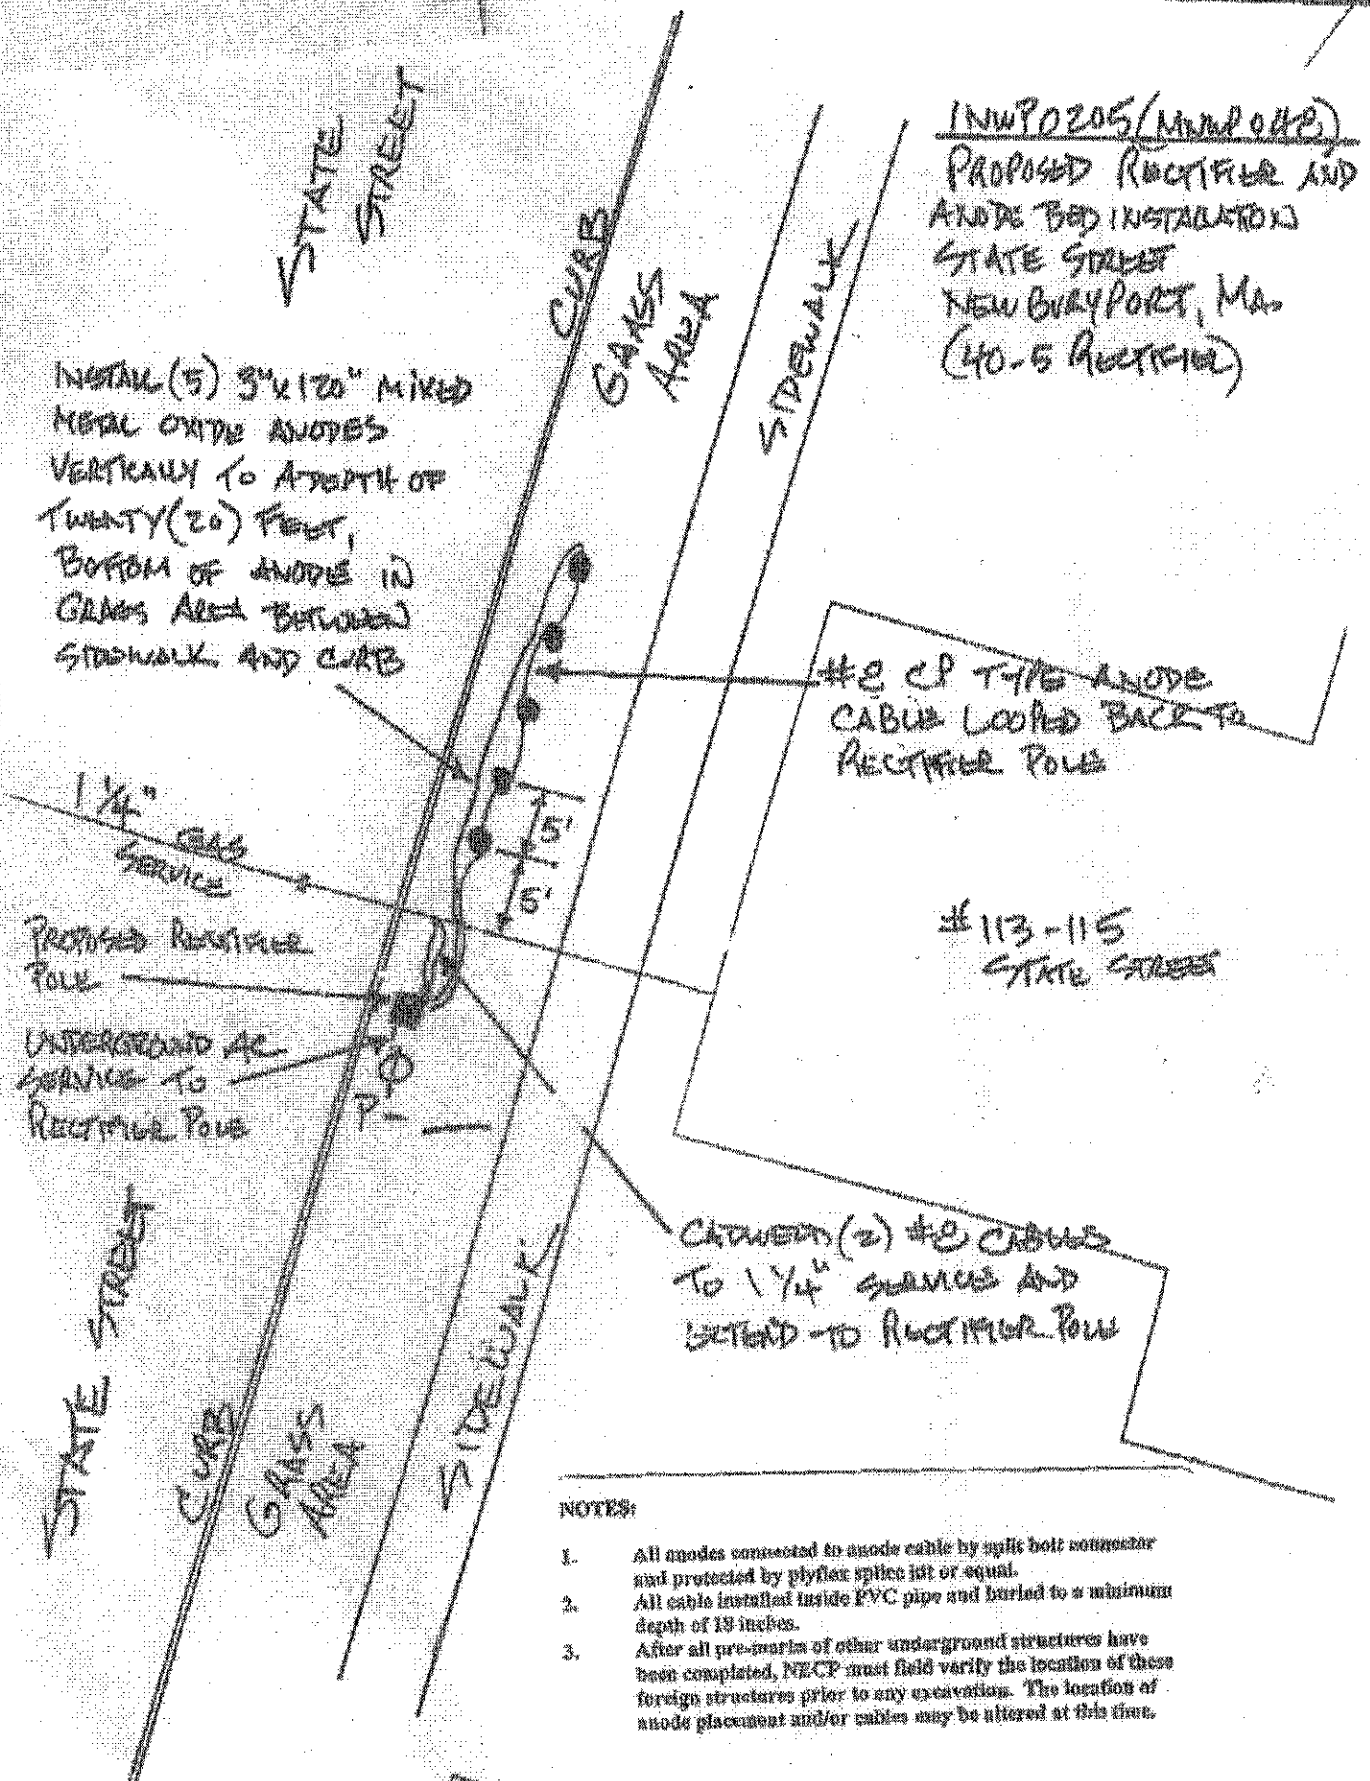 STATE
STREET
INWP0205/(MNWP048)
PROPOSED RECTIFIER AND
ANODE BED INSTALLATION
STATE STREET
NEWBURYPORT, MA.
(40-5 RECTIFIER)
CURB
GRASS
AREA
SIDEWALK
INSTALL (5) 3"x120" MIXED
METAL OXIDE ANODES
VERTICALLY TO A DEPTH OF
TWENTY (20) FEET,
BOTTOM OF ANODE IN
GRASS AREA BETWEEN
SIDEWALK AND CURB
#8 CP TYPE ANODE
CABLE LOOPED BACK TO
RECTIFIER POLE
1 1/4"
GAS
SERVICE
5'
5'
#113-115
STATE STREET
PROPOSED RECTIFIER
POLE
UNDERGROUND AC
SERVICE TO
RECTIFIER POLE
P-
CADWELD (2) #8 CABLES
TO 1 1/4" SERVICE AND
EXTEND TO RECTIFIER POLE
STATE STREET
CURB
GRASS
AREA
SIDEWALK
NOTES:
1. All anodes connected to anode cable by split bolt connector
and protected by plyflex splice kit or equal.
2. All cable installed inside PVC pipe and buried to a minimum
depth of 18 inches.
3. After all pre-marks of other underground structures have
been completed, NECP must field verify the location of these
foreign structures prior to any excavation. The location of
anode placement and/or cables may be altered at this time.